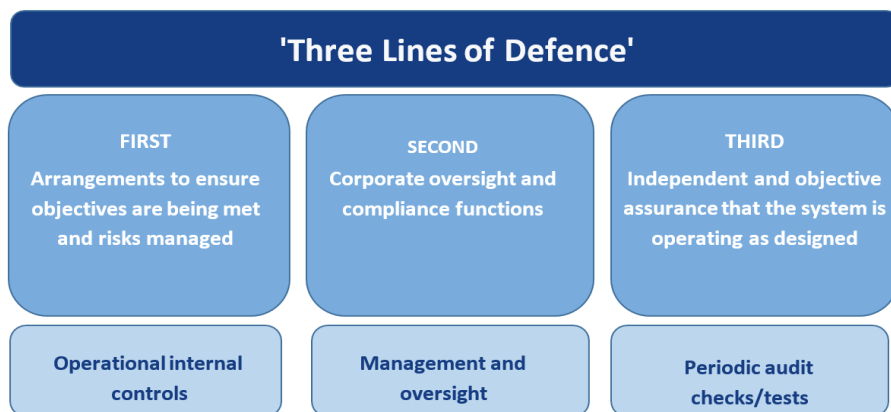 'Three Lines of Defence'
FIRST
Arrangements to ensure
objectives are being met
and risks managed
SECOND
Corporate oversight and
compliance functions
THIRD
Independent and objective
assurance that the system is
operating as designed
Operational internal
controls
Management and
oversight
Periodic audit
checks/tests